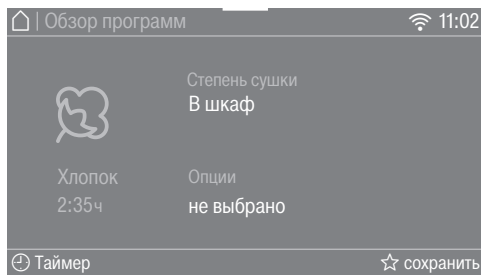 | Обзор программ 11:02
Степень сушки
В шкаф
Хлопок
2:35ч
Опции
не выбрано
Таймер
сохранить